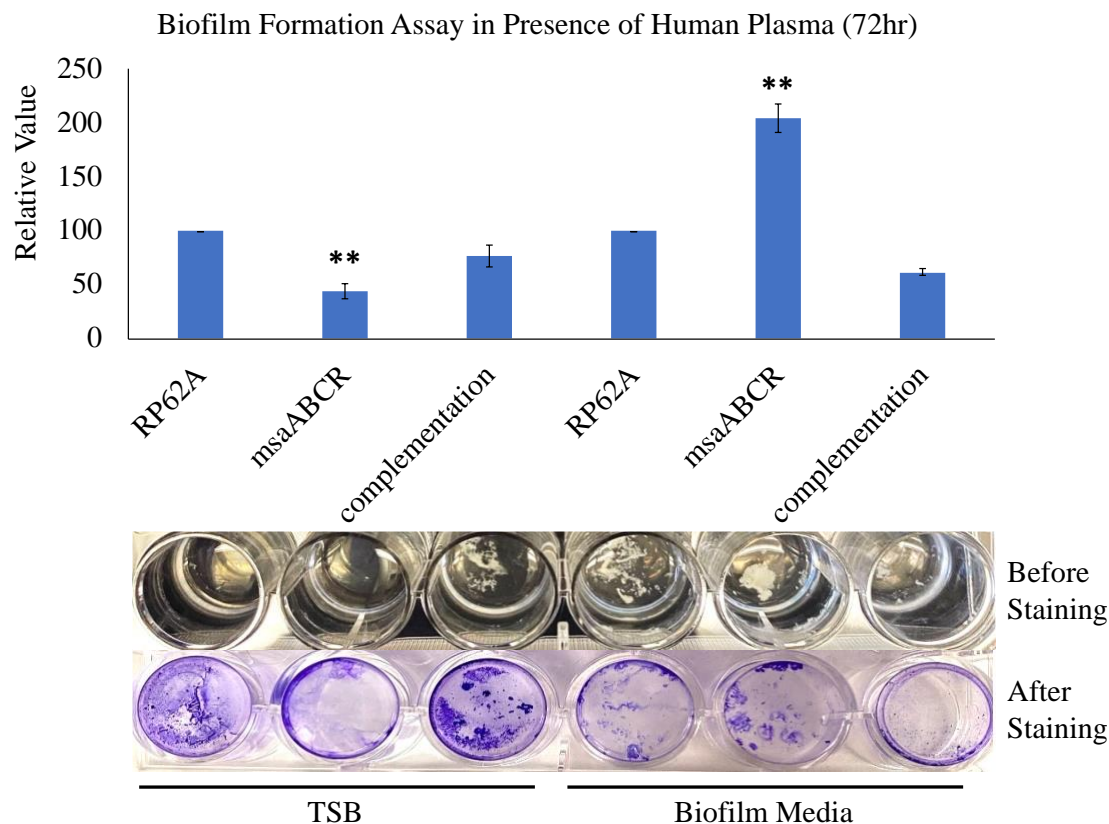 Biofilm Formation Assay in Presence of Human Plasma (72hr)
Relative Value
250
200
150
100
50
0
**
**
RP62A
msaABCR
complementation
RP62A
msaABCR
complementation
Before
Staining
After
Staining
TSB
Biofilm Media